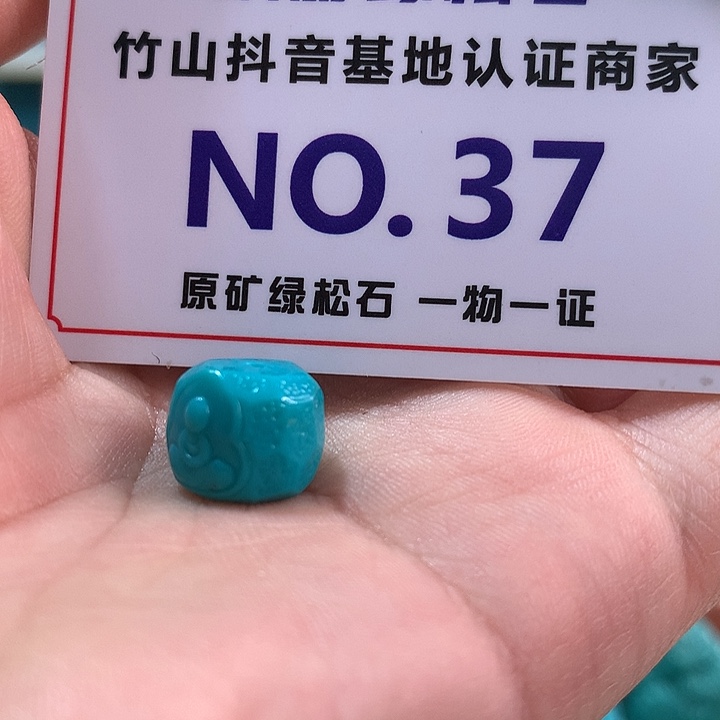 竹山抖音基地认证商家
NO.37
原矿绿松石 一物一证